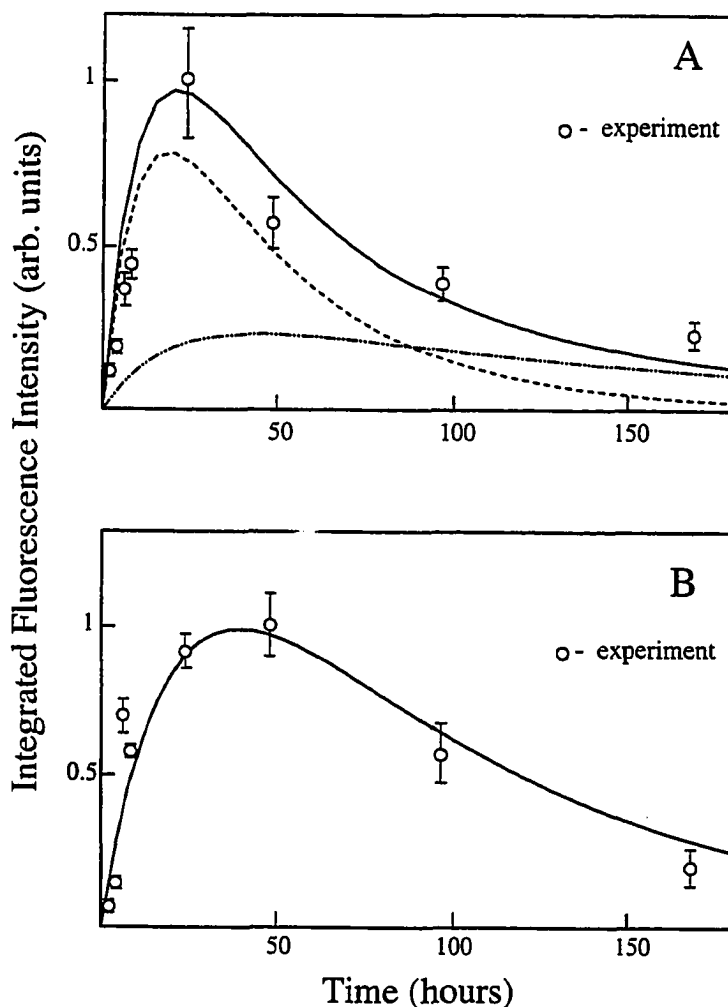 A
1
o - experiment
0.5
50
100
150
B
1
o - experiment
0.5
50
100
150
Integrated Fluorescence Intensity (arb. units)
Time (hours)